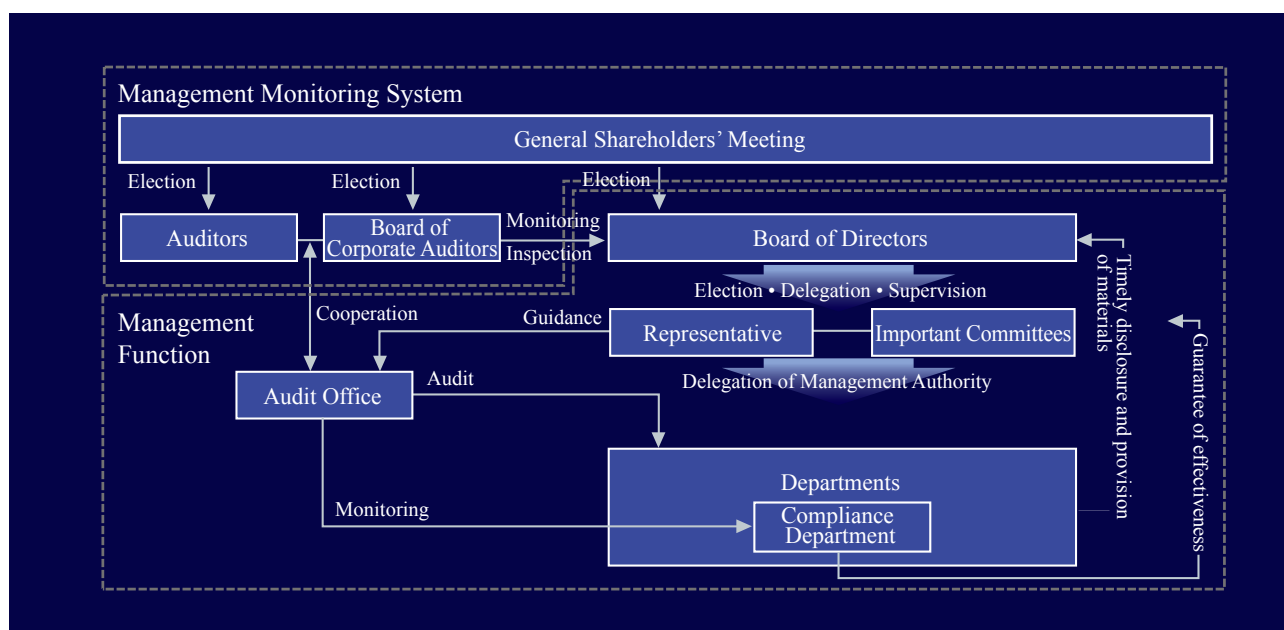 Management Monitoring System
General Shareholders’ Meeting
Election
Election
Election
Auditors
Board of
Corporate Auditors
Monitoring
Inspection
Board of Directors
Election • Delegation • Supervision
Management
Function
Cooperation
Guidance
Representative
Important Committees
Delegation of Management Authority
Audit Office
Audit
Departments
Compliance
Department
Monitoring
Timely disclosure and provision
of materials
Guarantee of effectiveness